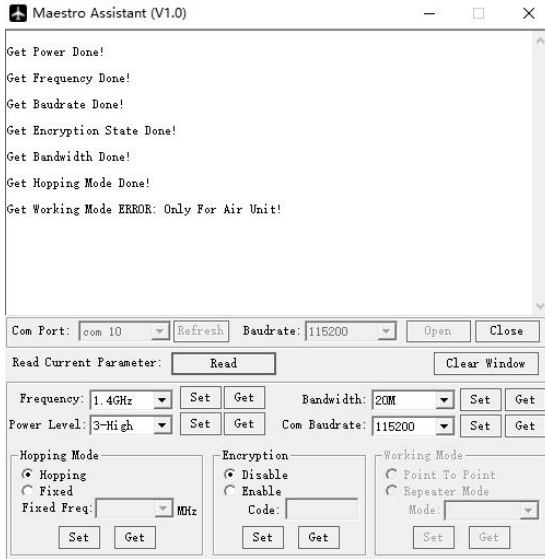 Maestro Assistant (V1.0)
Get Power Done!
Get Frequency Done!
Get Baudrate Done!
Get Encryption State Done!
Get Bandwidth Done!
Get Hopping Mode Done!
Get Working Mode ERROR: Only For Air Unit!
Com Port: com 10 Refresh Baudrate: 115200 Open Close
Read Current Parameter: Read Clear Window
Frequency: 1.4GHz Set Get Bandwidth: 20M Set Get
Power Level: 3-High Set Get Com Baudrate: 115200 Set Get
Hopping Mode Encryption Working Mode
Hopping Disable Point To Point
Fixed Enable Repeater Mode
Fixed Freq: MHz Code: Mode:
Set Get Set Get Set Get